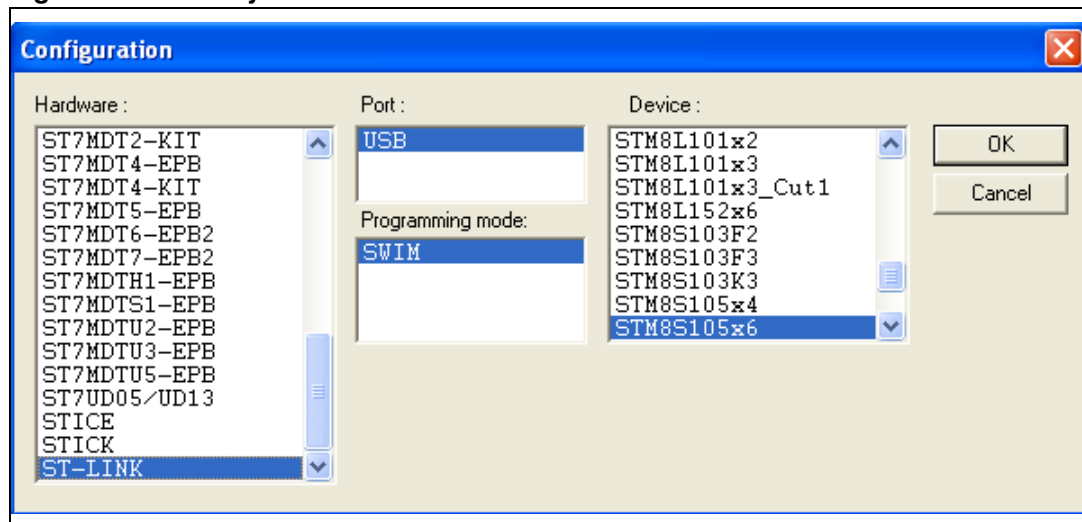 Configuration
Hardware :
ST7MDT2-KIT
ST7MDT4-EPB
ST7MDT4-KIT
ST7MDT5-EPB
ST7MDT6-EPB2
ST7MDT7-EPB2
ST7MDTH1-EPB
ST7MDTS1-EPB
ST7MDTU2-EPB
ST7MDTU3-EPB
ST7MDTU5-EPB
ST7UD05/UD13
STICE
STICK
ST-LINK
Port :
USB
Programming mode:
SWIM
Device :
STM8L101x2
STM8L101x3
STM8L101x3_Cut1
STM8L152x6
STM8S103F2
STM8S103F3
STM8S103K3
STM8S105x4
STM8S105x6
OK
Cancel